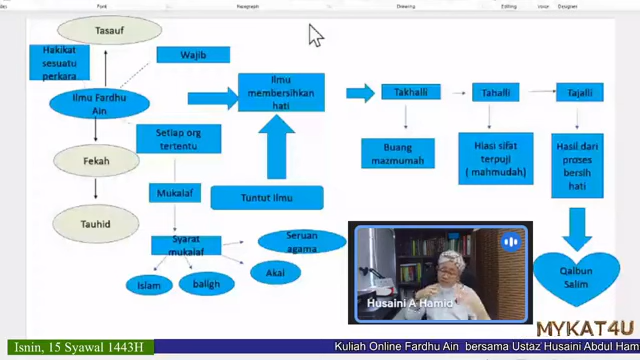 Font
Paragraph
Drawing
Editing
Voice
Designer
Tasauf
Hakikat
sesuatu
perkara
Wajib
Ilmu Fardhu
Ain
Ilmu
membersihkan
hati
Takhalli
Tahalli
Tajalli
Setiap org
tertentu
Fekah
Buang
mazmumah
Hiasi sifat
terpuji
( mahmudah)
Hasil dari
proses
bersih
hati
Mukalaf
Tuntut Ilmu
Tauhid
Syarat
mukalaf
Seruan
agama
Islam
baligh
Akal
Qalbun
Salim
Husaini A Hamid
MYKAT4U
Isnin, 15 Syawal 1443H
Kuliah Online Fardhu Ain bersama Ustaz Husaini Abdul Ham